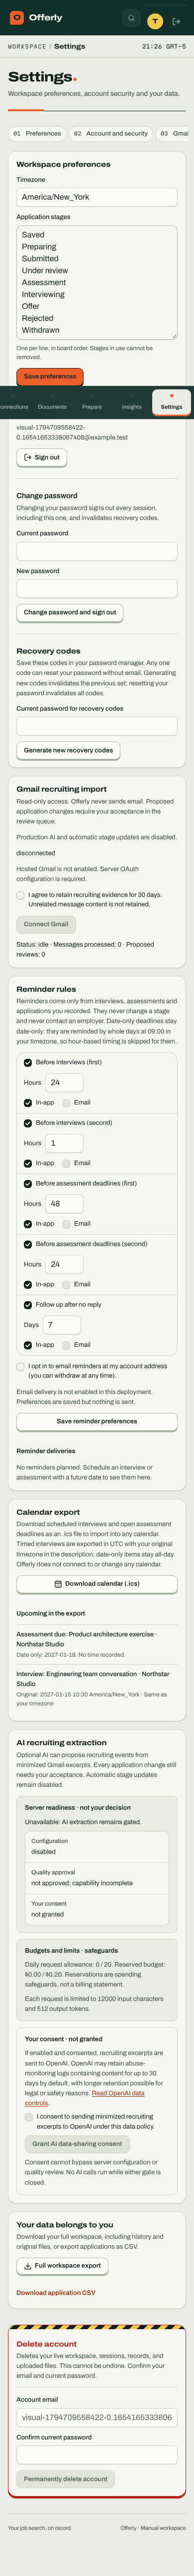 Offerly
T
WORKSPACE / Settings
21:26 GMT-5
Settings.
Workspace preferences, account security and your data.
01 Preferences
02 Account and security
03 Gmai
Workspace preferences
Timezone
America/New_York
Application stages
Saved
Preparing
Submitted
Under review
Assessment
Interviewing
Offer
Rejected
Withdrawn
One per line, in board order. Stages in use cannot be
removed.
Save preferences
onnections
Documents
Prepare
Insights
Settings
visual-1794709558422-
0.16541653338067408@example.test
Sign out
Change password
Changing your password signs out every session,
including this one, and invalidates recovery codes.
Current password
New password
Change password and sign out
Recovery codes
Save these codes in your password manager. Any one
code can reset your password without email. Generating
new codes invalidates the previous set; resetting your
password invalidates all codes.
Current password for recovery codes
Generate new recovery codes
Gmail recruiting import
Read-only access. Offerly never sends email. Proposed
application changes require your acceptance in the
review queue.
Production AI and automatic stage updates are disabled.
disconnected
Hosted Gmail is not enabled. Server OAuth
configuration is required.
I agree to retain recruiting evidence for 30 days.
Unrelated message content is not retained.
Connect Gmail
Status: idle · Messages processed: 0 · Proposed
reviews: 0
Reminder rules
Reminders come only from interviews, assessments and
applications you recorded. They never change a stage
and never contact an employer. Date-only deadlines stay
date-only: they are reminded by whole days at 09:00 in
your timezone, so hour-based timing is skipped for them.
Before interviews (first)
Hours 24
In-app Email
Before interviews (second)
Hours 1
In-app Email
Before assessment deadlines (first)
Hours 48
In-app Email
Before assessment deadlines (second)
Hours 24
In-app Email
Follow up after no reply
Days 7
In-app Email
I opt in to email reminders at my account address
(you can withdraw at any time).
Email delivery is not enabled in this deployment.
Preferences are saved but nothing is sent.
Save reminder preferences
Reminder deliveries
No reminders planned. Schedule an interview or
assessment with a future date to see them here.
Calendar export
Download scheduled interviews and open assessment
deadlines as an .ics file to import into any calendar.
Timed interviews are exported in UTC with your original
timezone in the description; date-only items stay all-day.
Offerly does not connect to or change any calendar.
Download calendar (.ics)
Upcoming in the export
Assessment due: Product architecture exercise ·
Northstar Studio
Date only: 2027-01-18. No time recorded.
Interview: Engineering team conversation · Northstar
Studio
Original: 2027-01-15 10:30 America/New_York · Same as
your timezone
AI recruiting extraction
Optional AI can propose recruiting events from
minimized Gmail excerpts. Every application change still
needs your acceptance. Automatic stage updates
remain disabled.
Server readiness · not your decision
Unavailable: AI extraction remains gated.
Configuration
disabled
Quality approval
not approved; capability incomplete
Your consent
not granted
Budgets and limits · safeguards
Daily request allowance: 0 / 20. Reserved budget:
$0.00 / $0.20. Reservations are spending
safeguards, not a billing statement.
Each request is limited to 12000 input characters
and 512 output tokens.
Your consent · not granted
If enabled and consented, recruiting excerpts are
sent to OpenAI. OpenAI may retain abuse-
monitoring logs containing content for up to 30
days by default, with longer retention possible for
legal or safety reasons. Read OpenAI data
controls.
I consent to sending minimized recruiting
excerpts to OpenAI under this data policy.
Grant AI data-sharing consent
Consent cannot bypass server configuration or
quality review. No AI calls run while either gate is
closed.
Your data belongs to you
Download your full workspace, including history and
original files, or export applications as CSV.
Full workspace export
Download application CSV
Delete account
Deletes your live workspace, sessions, records, and
uploaded files. This cannot be undone. Confirm your
email and current password.
Account email
visual-1794709558422-0.1654165333806
Confirm current password
Permanently delete account
Your job search, on record.
Offerly · Manual workspace